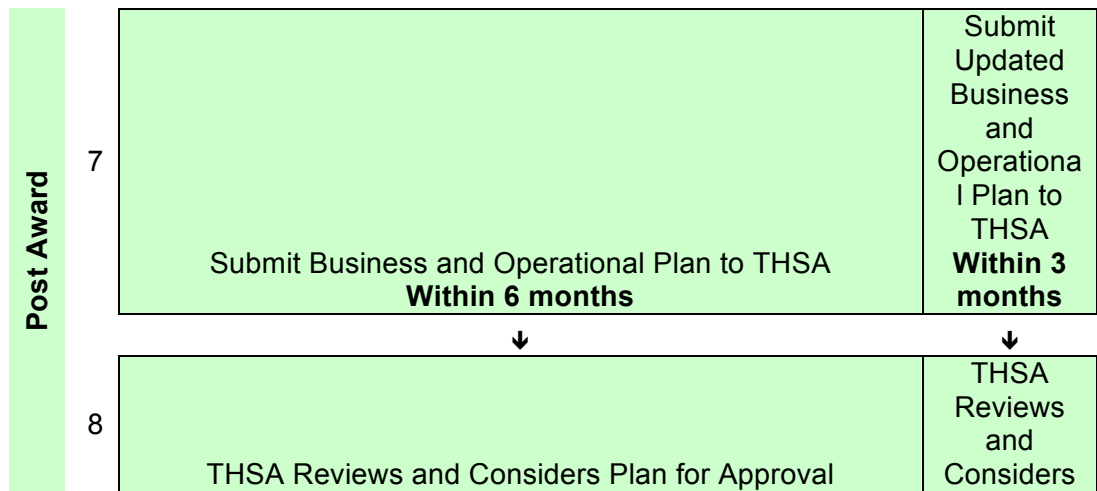 Post Award
7
Submit Business and Operational Plan to THSA
Within 6 months
Submit
Updated
Business
and
Operationa
l Plan to
THSA
Within 3
months
🡻 🡻
8
THSA Reviews and Considers Plan for Approval
THSA
Reviews
and
Considers